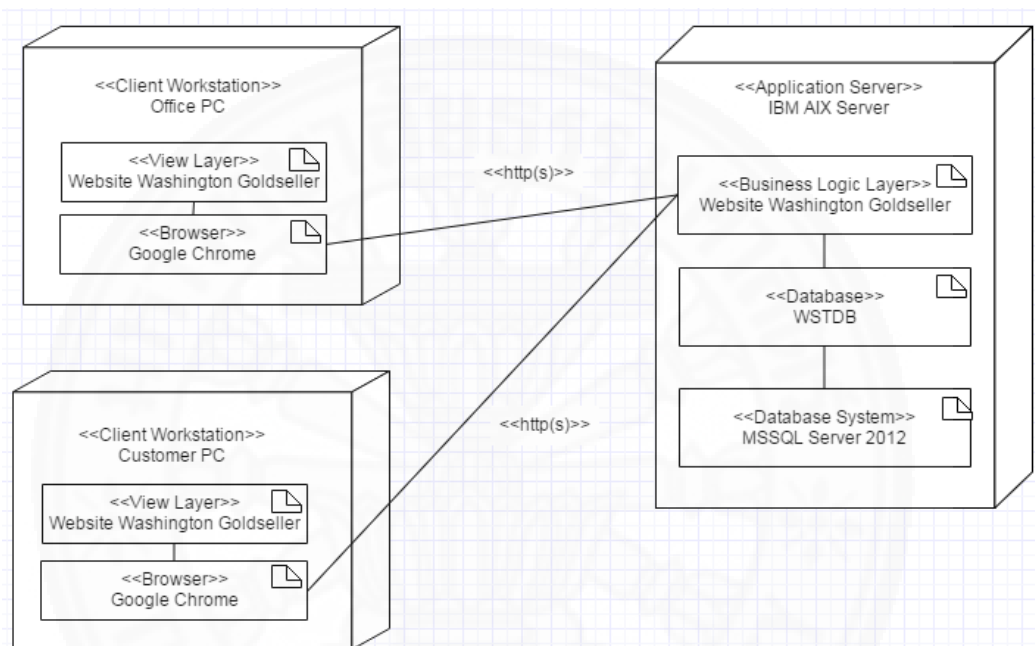 <<Client Workstation>>
Office PC
<<View Layer>>
Website Washington Goldseller
<<Browser>>
Google Chrome
<<http(s)>>
<<Application Server>>
IBM AIX Server
<<Business Logic Layer>>
Website Washington Goldseller
<<Database>>
WSTDB
<<Database System>>
MSSQL Server 2012
<<Client Workstation>>
Customer PC
<<View Layer>>
Website Washington Goldseller
<<Browser>>
Google Chrome
<<http(s)>>